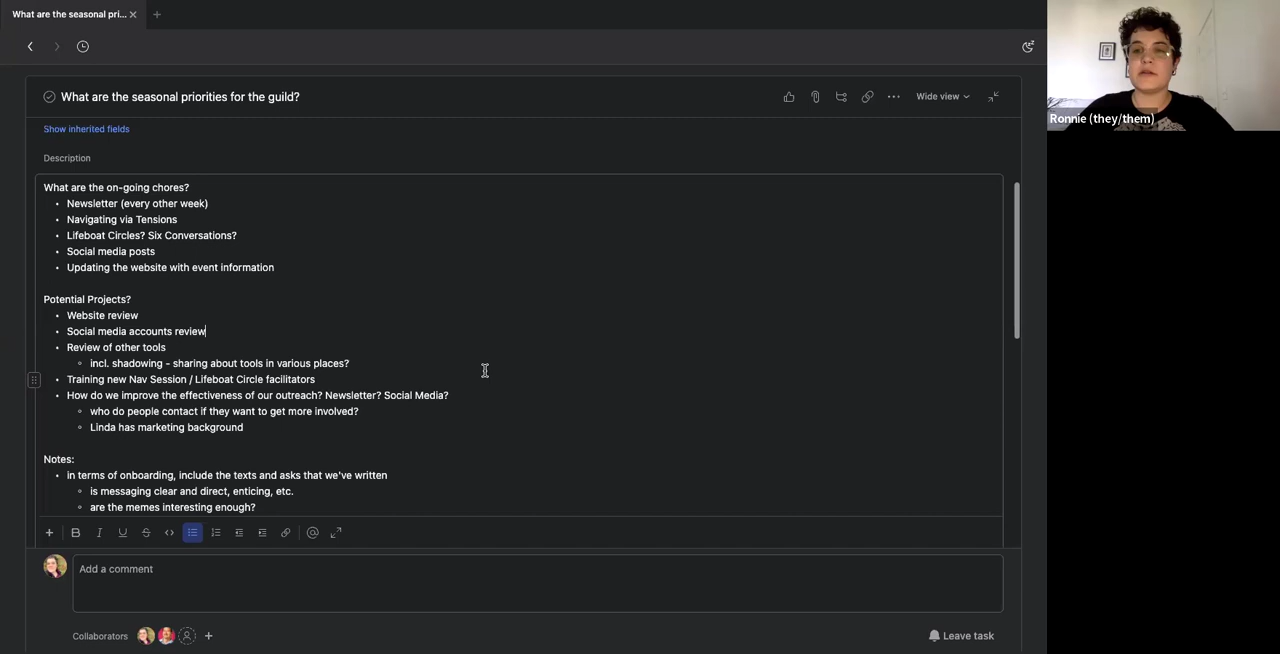 What are the seasonal pri...
What are the seasonal priorities for the guild?
Wide view
Ronnie (they/them)
Show inherited fields
Description
What are the on-going chores?
Newsletter (every other week)
Navigating via Tensions
Lifeboat Circles? Six Conversations?
Social media posts
Updating the website with event information
Potential Projects?
Website review
Social media accounts review
Review of other tools
incl. shadowing - sharing about tools in various places?
Training new Nav Session / Lifeboat Circle facilitators
How do we improve the effectiveness of our outreach? Newsletter? Social Media?
who do people contact if they want to get more involved?
Linda has marketing background
Notes:
in terms of onboarding, include the texts and asks that we've written
is messaging clear and direct, enticing, etc.
are the memes interesting enough?
Add a comment
Collaborators
Leave task